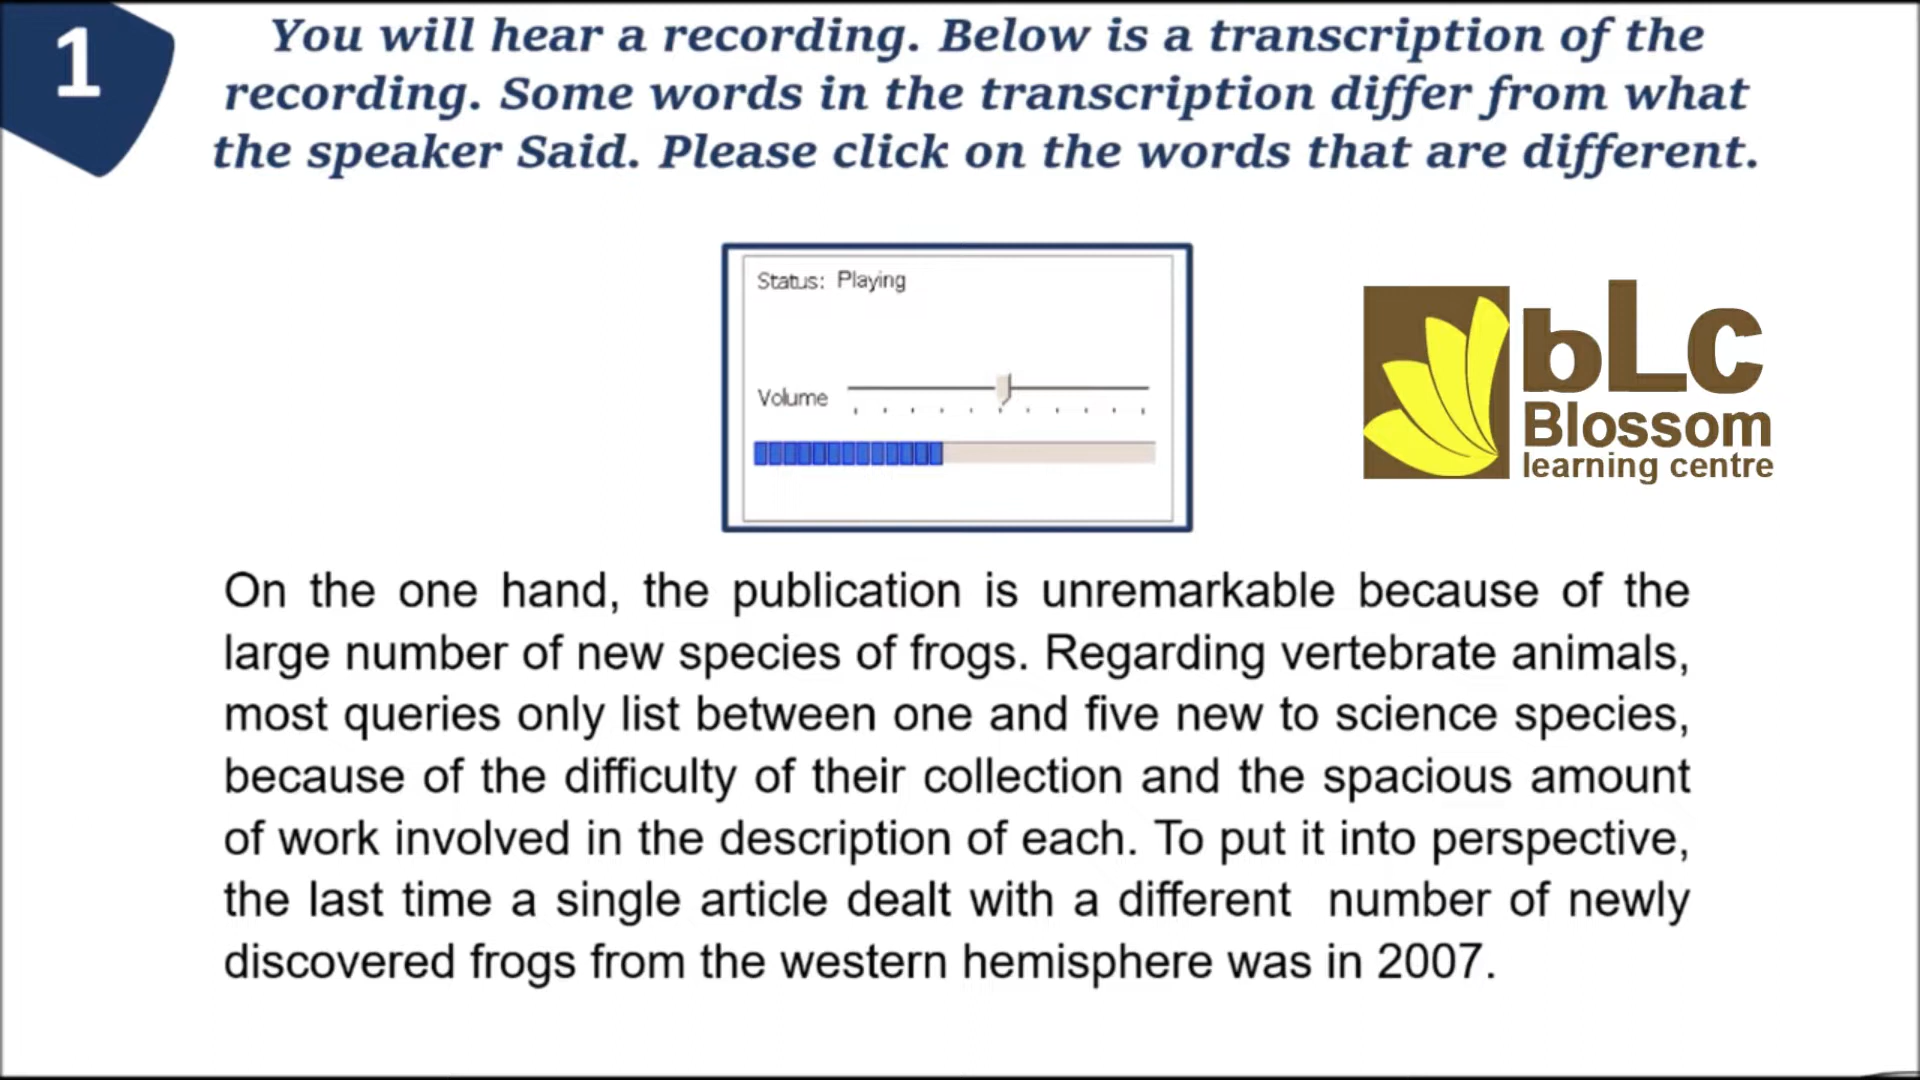 1
You will hear a recording. Below is a transcription of the
recording. Some words in the transcription differ from what
the speaker Said. Please click on the words that are different.
Status: Playing
Volume
bLc
Blossom
learning centre
On the one hand, the publication is unremarkable because of the
large number of new species of frogs. Regarding vertebrate animals,
most queries only list between one and five new to science species,
because of the difficulty of their collection and the spacious amount
of work involved in the description of each. To put it into perspective,
the last time a single article dealt with a different number of newly
discovered frogs from the western hemisphere was in 2007.